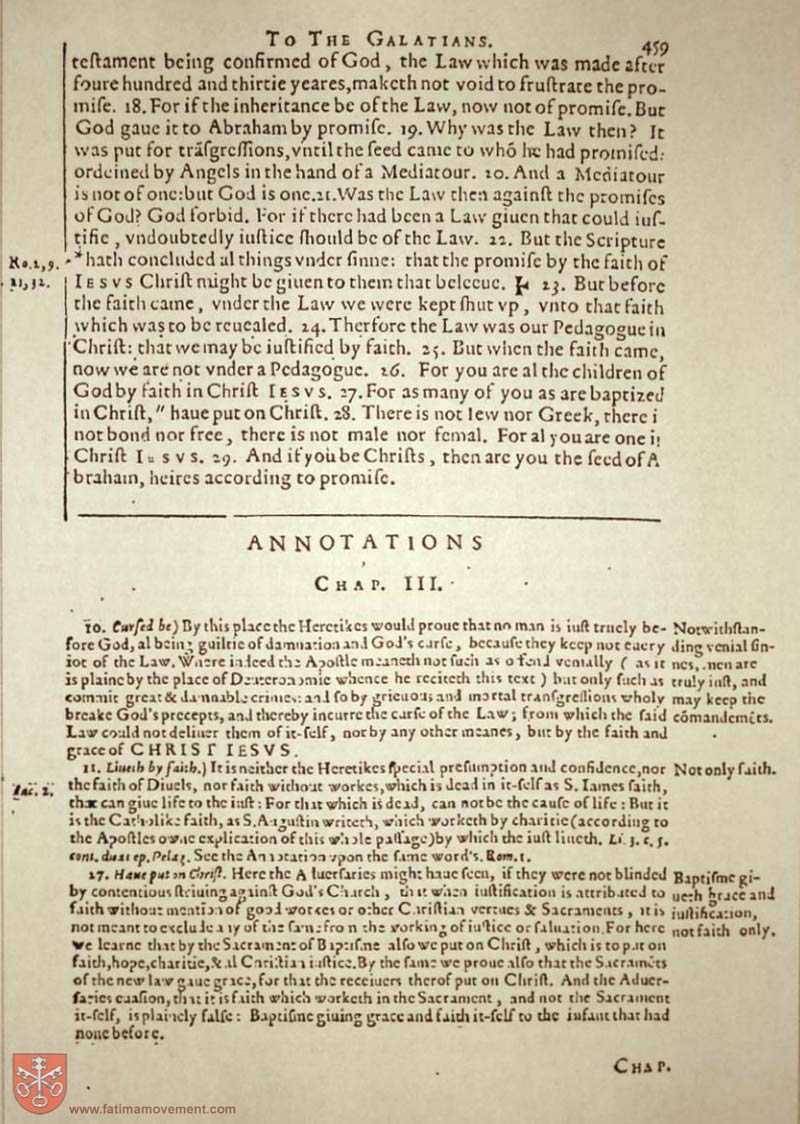 TO THE GALATIANS.
459
teſtament being confirmed of God, the Law which was made after
foure hundred and thirtie yeares, maketh not void to fruſtrate the pro-
miſe. 18. For if the inheritance be of the Law, now not of promiſe. But
God gaue it to Abraham by promiſe. 19. Why was the Law then? It
was put for trāſgreſſions, vntil the ſeed came to whō he had promiſed:
ordeined by Angels in the hand of a Mediatour. 20. And a Mediatour
is not of one: but God is one. 21. Was the Law then againſt the promiſes
of God? God forbid. For if there had been a Law giuen that could iuſ-
tifie, vndoubtedly iuſtice ſhould be of the Law. 22. But the Scripture
Ro. 1, 9.
* hath concluded al things vnder ſinne: that the promiſe by the faith of
11, 32.
IESVS Chriſt might be giuen to them that beleeue. 23. But before
the faith came, vnder the Law we were kept ſhut vp, vnto that faith
which was to be reuealed. 24. Therfore the Law was our Pedagogue in
Chriſt: that we may be iuſtified by faith. 25. But when the faith came,
now we are not vnder a Pedagogue. 26. For you are al the children of
God by faith in Chriſt IESVS. 27. For as many of you as are baptized
in Chriſt, " haue put on Chriſt. 28. There is not Iew nor Greek, there i
not bond nor free, there is not male nor femal. For al you are one i
Chriſt IESVS. 29. And if you be Chriſts, then are you the ſeed of A
braham, heires according to promiſe.
ANNOTATIONS
CHAP. III.
10. Curſed be) By this place the Heretikes would proue that no man is iuſt truely be-
fore God, al being guiltie of damnation and God's curſe, becauſe they keep not euery
iot of the Law. Where indeed the Apoſtle meaneth not ſuch as offend venially ( as it
is plaine by the place of Deuteronomie whence he reciteth this text ) but only ſuch as
commit great & damnable crimes: and ſo by grieuous and mortal tranſgreſſions wholy
breake God's precepts, and thereby incurre the curſe of the Law; from which the ſaid
Law could not deliuer them of it-ſelf, nor by any other meanes, but by the faith and
grace of CHRIST IESVS.
Notwithſtan-
ding venial ſin-
nes, men are
truly iuſt, and
may keep the
cōmandemēts.
11. Liueth by faith.) It is neither the Heretikes ſpecial preſumption and confidence, nor
the faith of Diuels, nor faith without workes, which is dead in it-ſelf as S. Iames ſaith,
that can giue life to the iuſt: For that which is dead, can not be the cauſe of life: But it
is the Catholike faith, as S. Auguſtin writeth, which worketh by charitie (according to
the Apoſtles owne explication of this whole paſſage) by which the iuſt liueth. Li. 3. c. 5.
cont. duas ep. Pelag. See the Annotation vpon the ſame word's. Rom. 1.
Not only faith.
Iac. 2.
27. Haue put on Chriſt. Here the Aduerſaries might haue ſeen, if they were not blinded
by contentious ſtriuing againſt God's Church, that when iuſtification is attributed to
faith without mention of good workes or other Chriſtian vertues & Sacraments, it is
not meant to exclude any of the ſame from the working of iuſtice or ſaluation. For here
we learne that by the Sacrament of Baptiſme alſo we put on Chriſt, which is to put on
faith, hope, charitie, & al Chriſtian iuſtice. By the ſame we proue alſo that the Sacramēts
of the new law gaue grace, for that the receiuers therof put on Chriſt. And the Aduer-
ſaries euaſion, that it is faith which worketh in the Sacrament, and not the Sacrament
it-ſelf, is plainely falſe: Baptiſme giuing grace and faith it-ſelf to the infant that had
none before.
Baptiſme gi-
ueth grace and
iuſtification,
not faith only.
CHAP.
www.fatimamovement.com